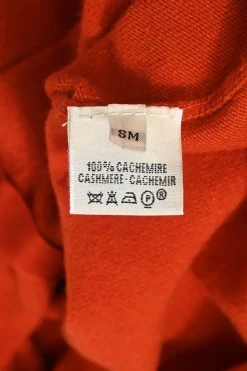 SM
100% CACHEMIRE
CASHMERE-CACHEMIR
P ®